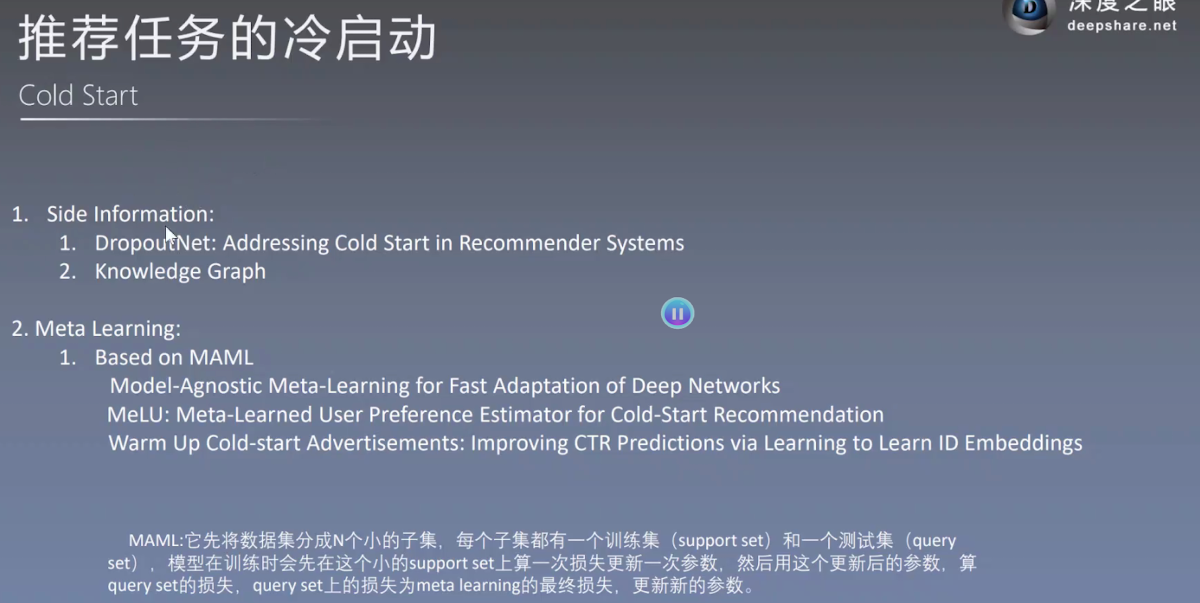 深度之眼
deepshare.net
推荐任务的冷启动
Cold Start
1. Side Information:
1. DropoutNet: Addressing Cold Start in Recommender Systems
2. Knowledge Graph
2. Meta Learning:
1. Based on MAML
Model-Agnostic Meta-Learning for Fast Adaptation of Deep Networks
MeLU: Meta-Learned User Preference Estimator for Cold-Start Recommendation
Warm Up Cold-start Advertisements: Improving CTR Predictions via Learning to Learn ID Embeddings
MAML:它先将数据集分成N个小的子集，每个子集都有一个训练集（support set）和一个测试集（query
set），模型在训练时会先在这个小的support set上算一次损失更新一次参数，然后用这个更新后的参数，算
query set的损失，query set上的损失为meta learning的最终损失，更新新的参数。